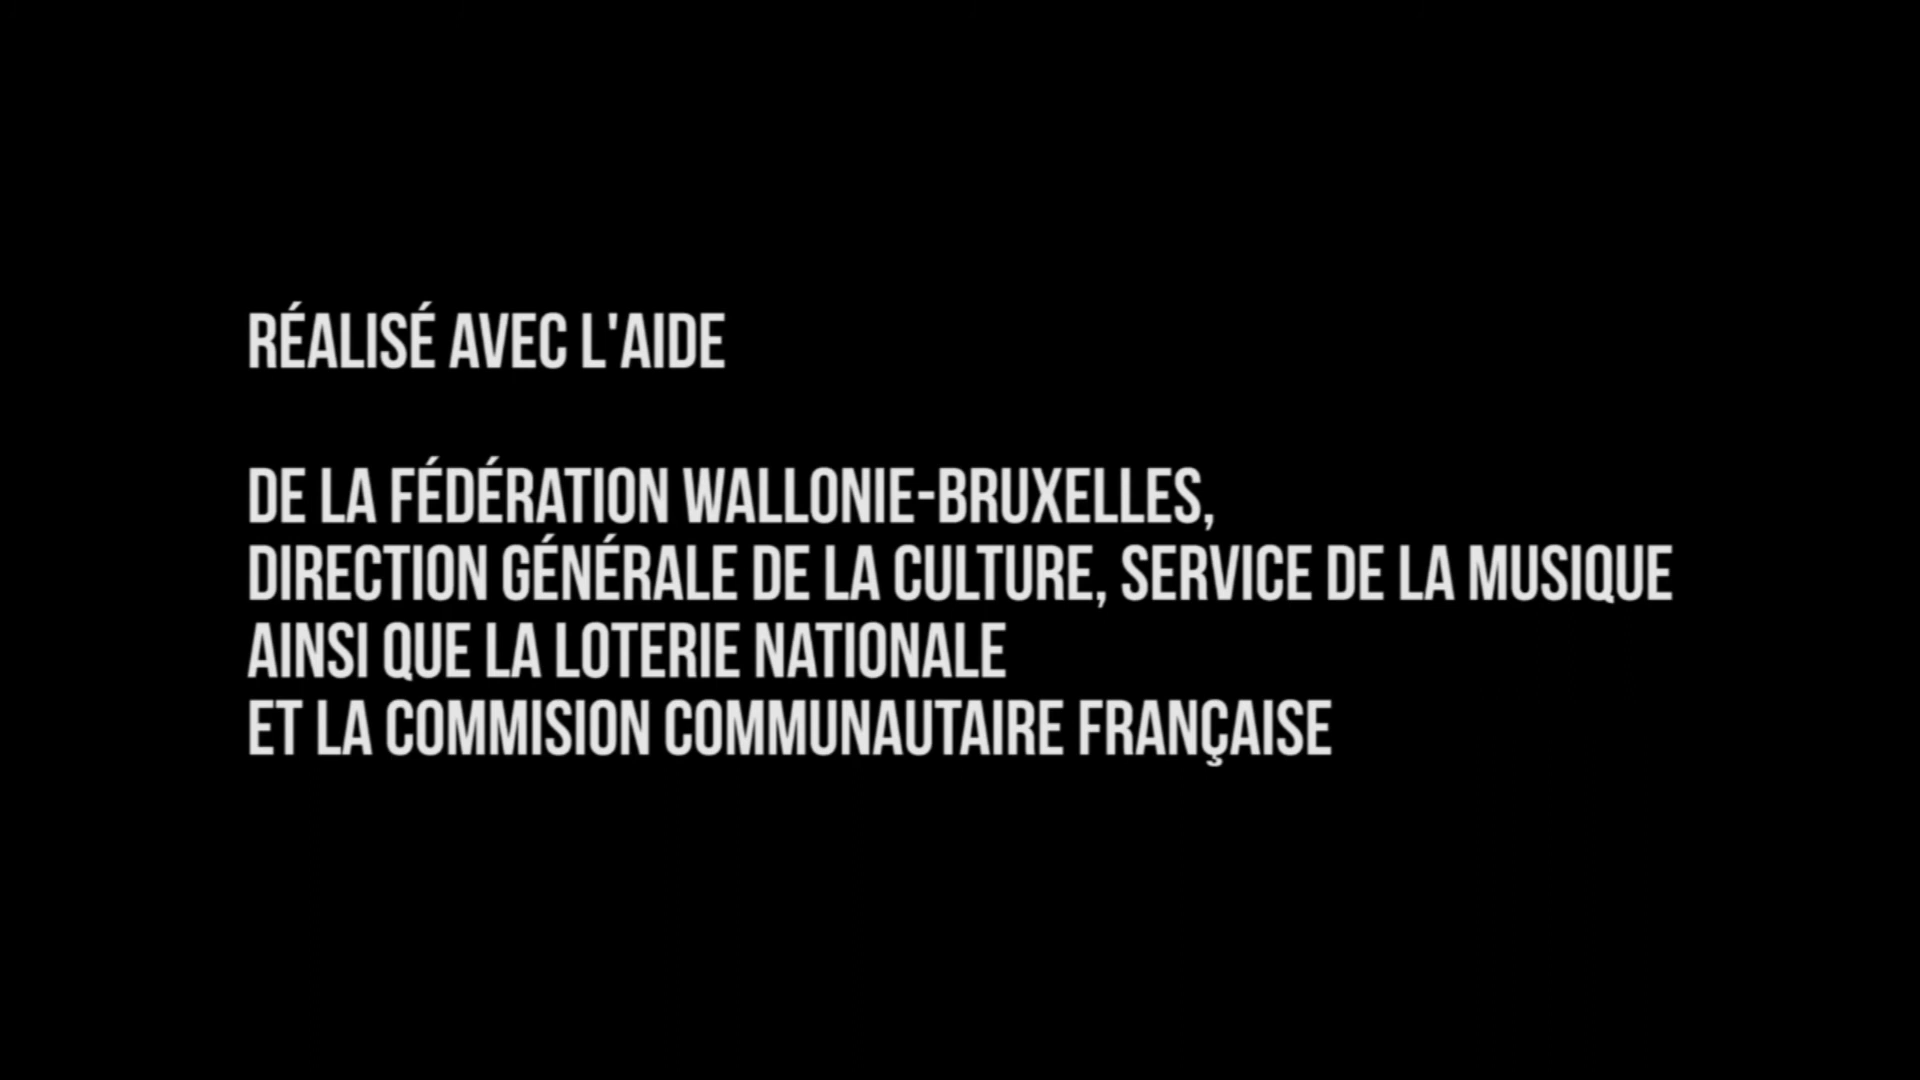 RÉALISÉ AVEC L'AIDE
DE LA FÉDÉRATION WALLONIE-BRUXELLES,
DIRECTION GÉNÉRALE DE LA CULTURE, SERVICE DE LA MUSIQUE
AINSI QUE LA LOTERIE NATIONALE
ET LA COMMISION COMMUNAUTAIRE FRANÇAISE